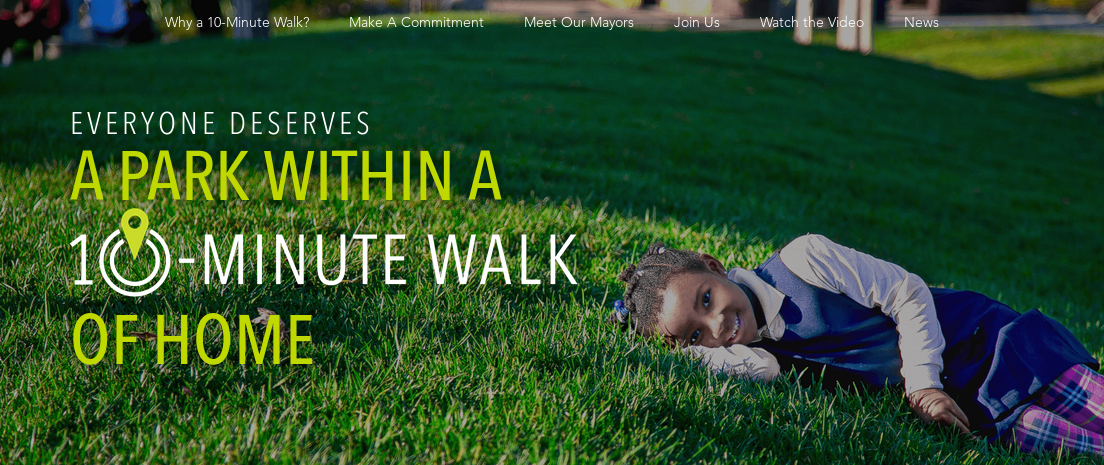 Why a 10-Minute Walk? Make A Commitment Meet Our Mayors Join Us Watch the Video News
EVERYONE DESERVES
A PARK WITHIN A
10-MINUTE WALK
OF HOME